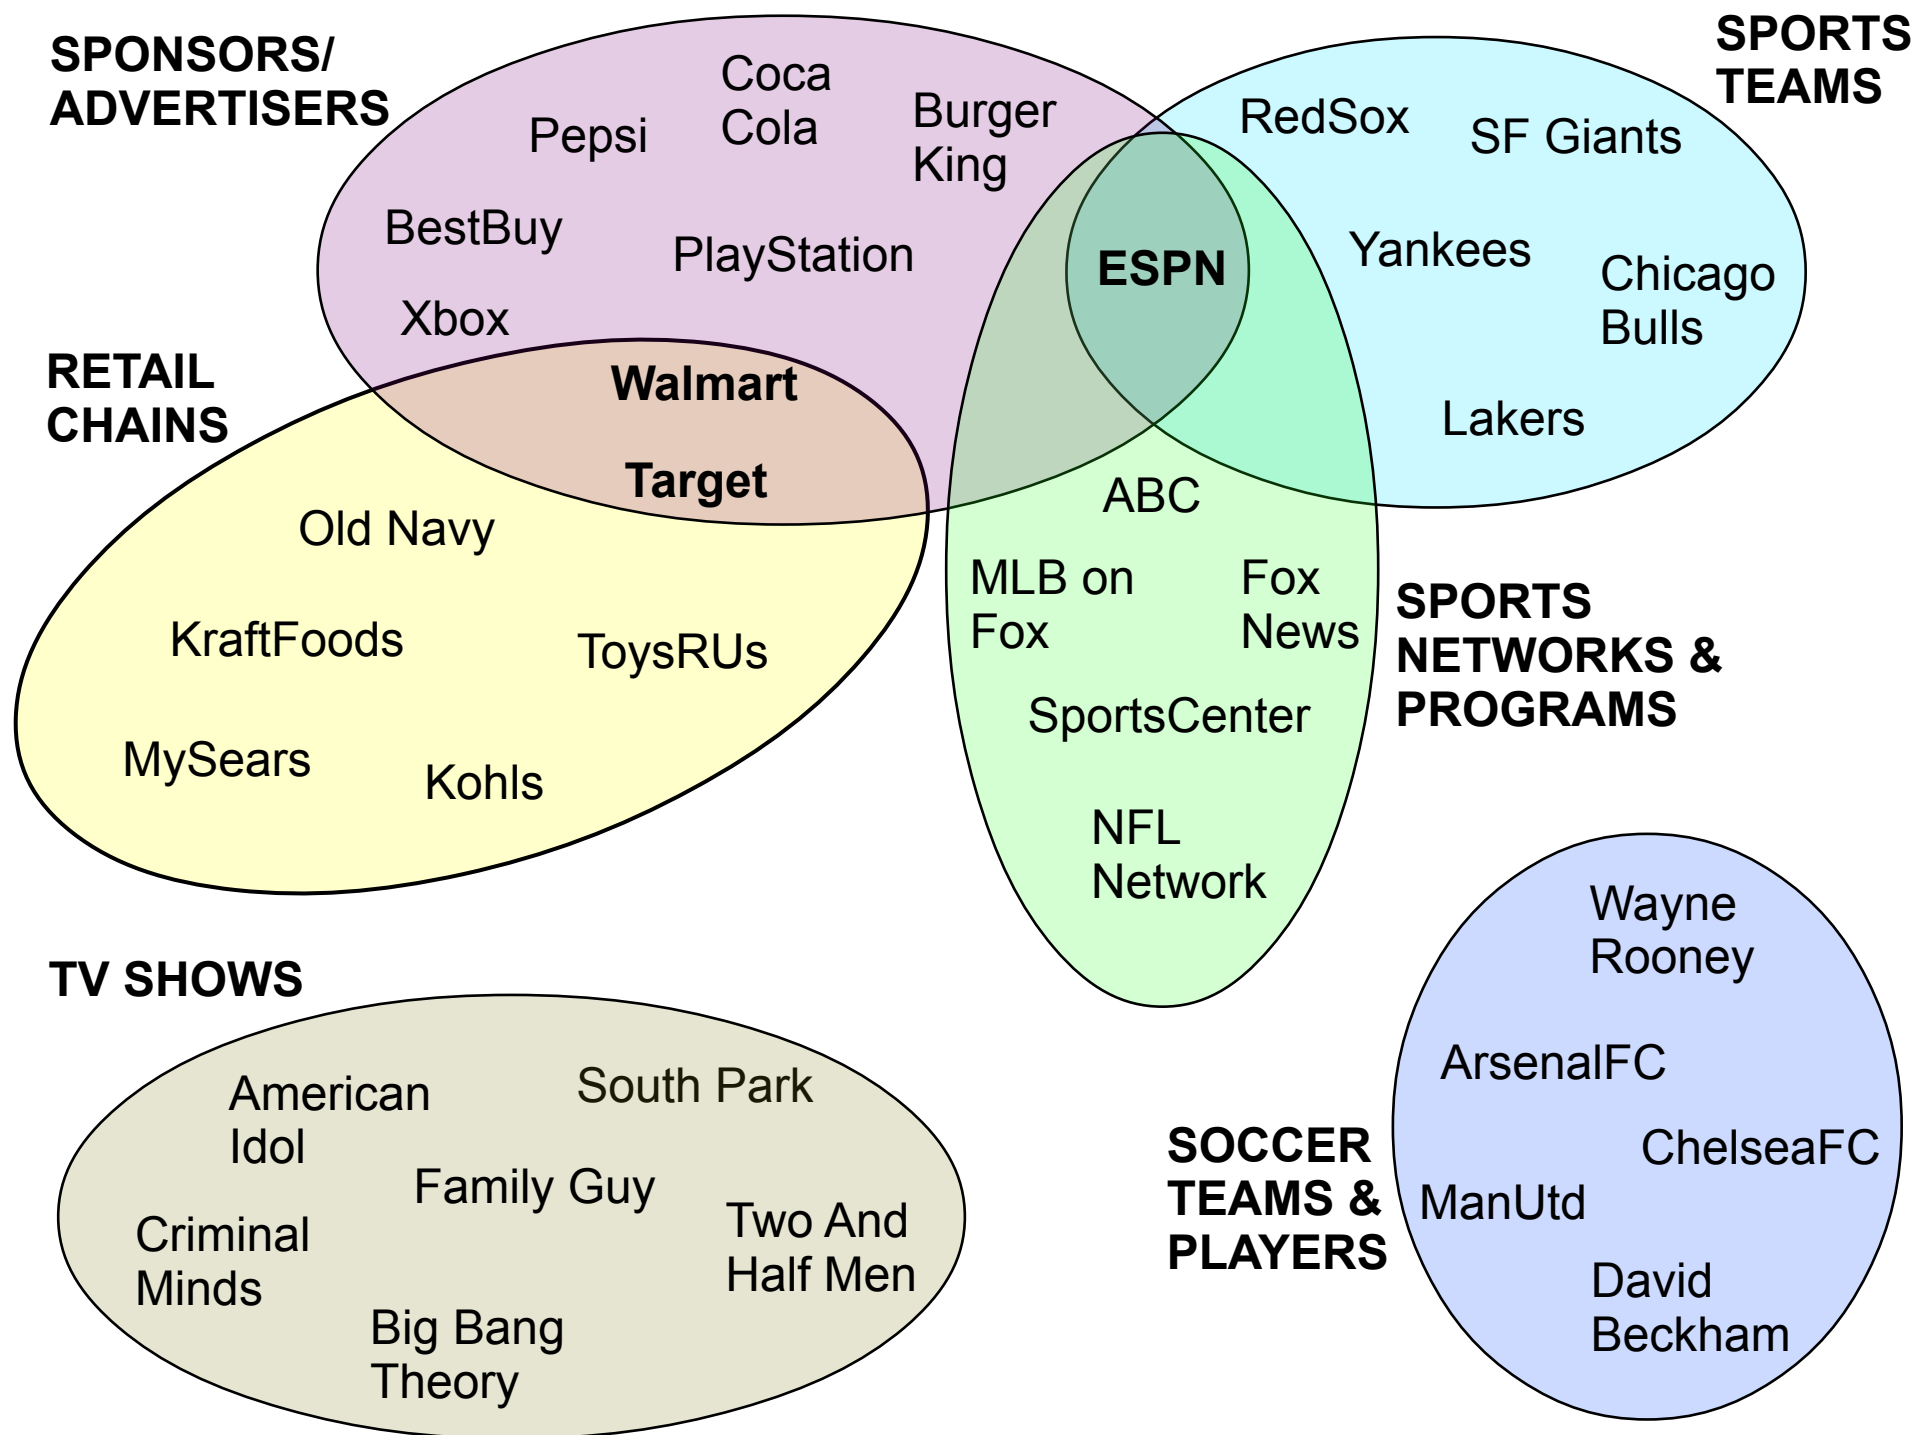 SPONSORS/
ADVERTISERS
Coca
Cola
Pepsi
Burger
King
BestBuy
PlayStation
Xbox
SPORTS
TEAMS
RedSox
SF Giants
Yankees
Chicago
Bulls
Lakers
ESPN
RETAIL
CHAINS
Walmart
Target
Old Navy
KraftFoods
ToysRUs
MySears
Kohls
ABC
MLB on
Fox
Fox
News
SportsCenter
NFL
Network
SPORTS
NETWORKS &
PROGRAMS
TV SHOWS
American
Idol
South Park
Family Guy
Criminal
Minds
Two And
Half Men
Big Bang
Theory
SOCCER
TEAMS &
PLAYERS
Wayne
Rooney
ArsenalFC
ChelseaFC
ManUtd
David
Beckham